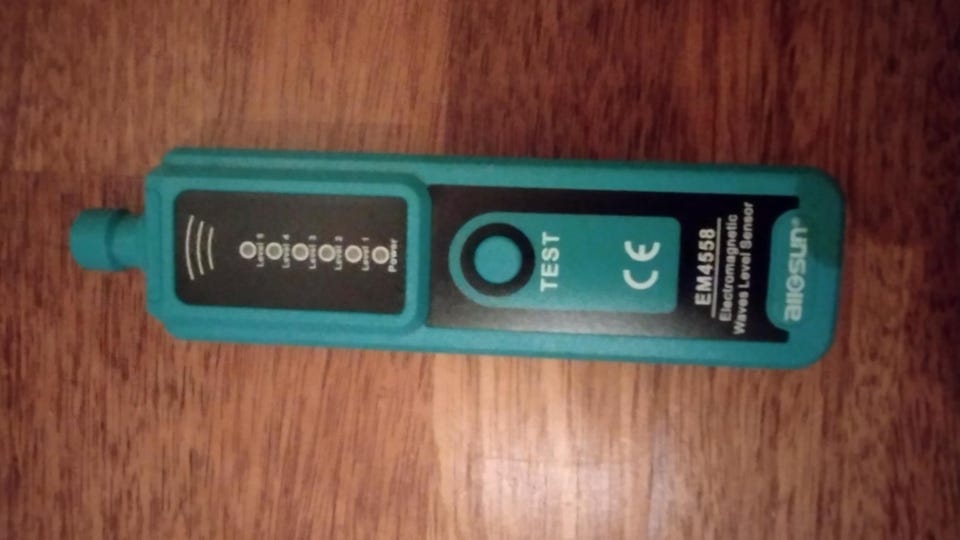 Level 5
Level 4
Level 3
Level 2
Level 1
Power
TEST
CE
EM4558
Electromagnetic
Waves Level Sensor
allosun®